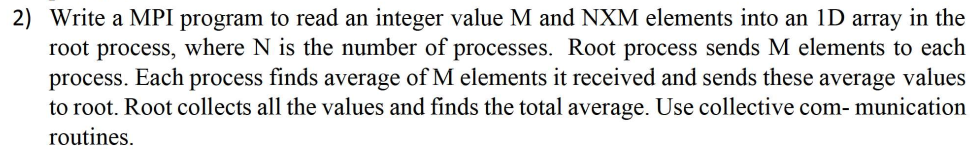 2) Write a MPI program to read an integer value M and NXM elements into an 1D array in the
root process, where N is the number of processes. Root process sends M elements to each
process. Each process finds average of M elements it received and sends these average values
to root. Root collects all the values and finds the total average. Use collective com- munication
routines.